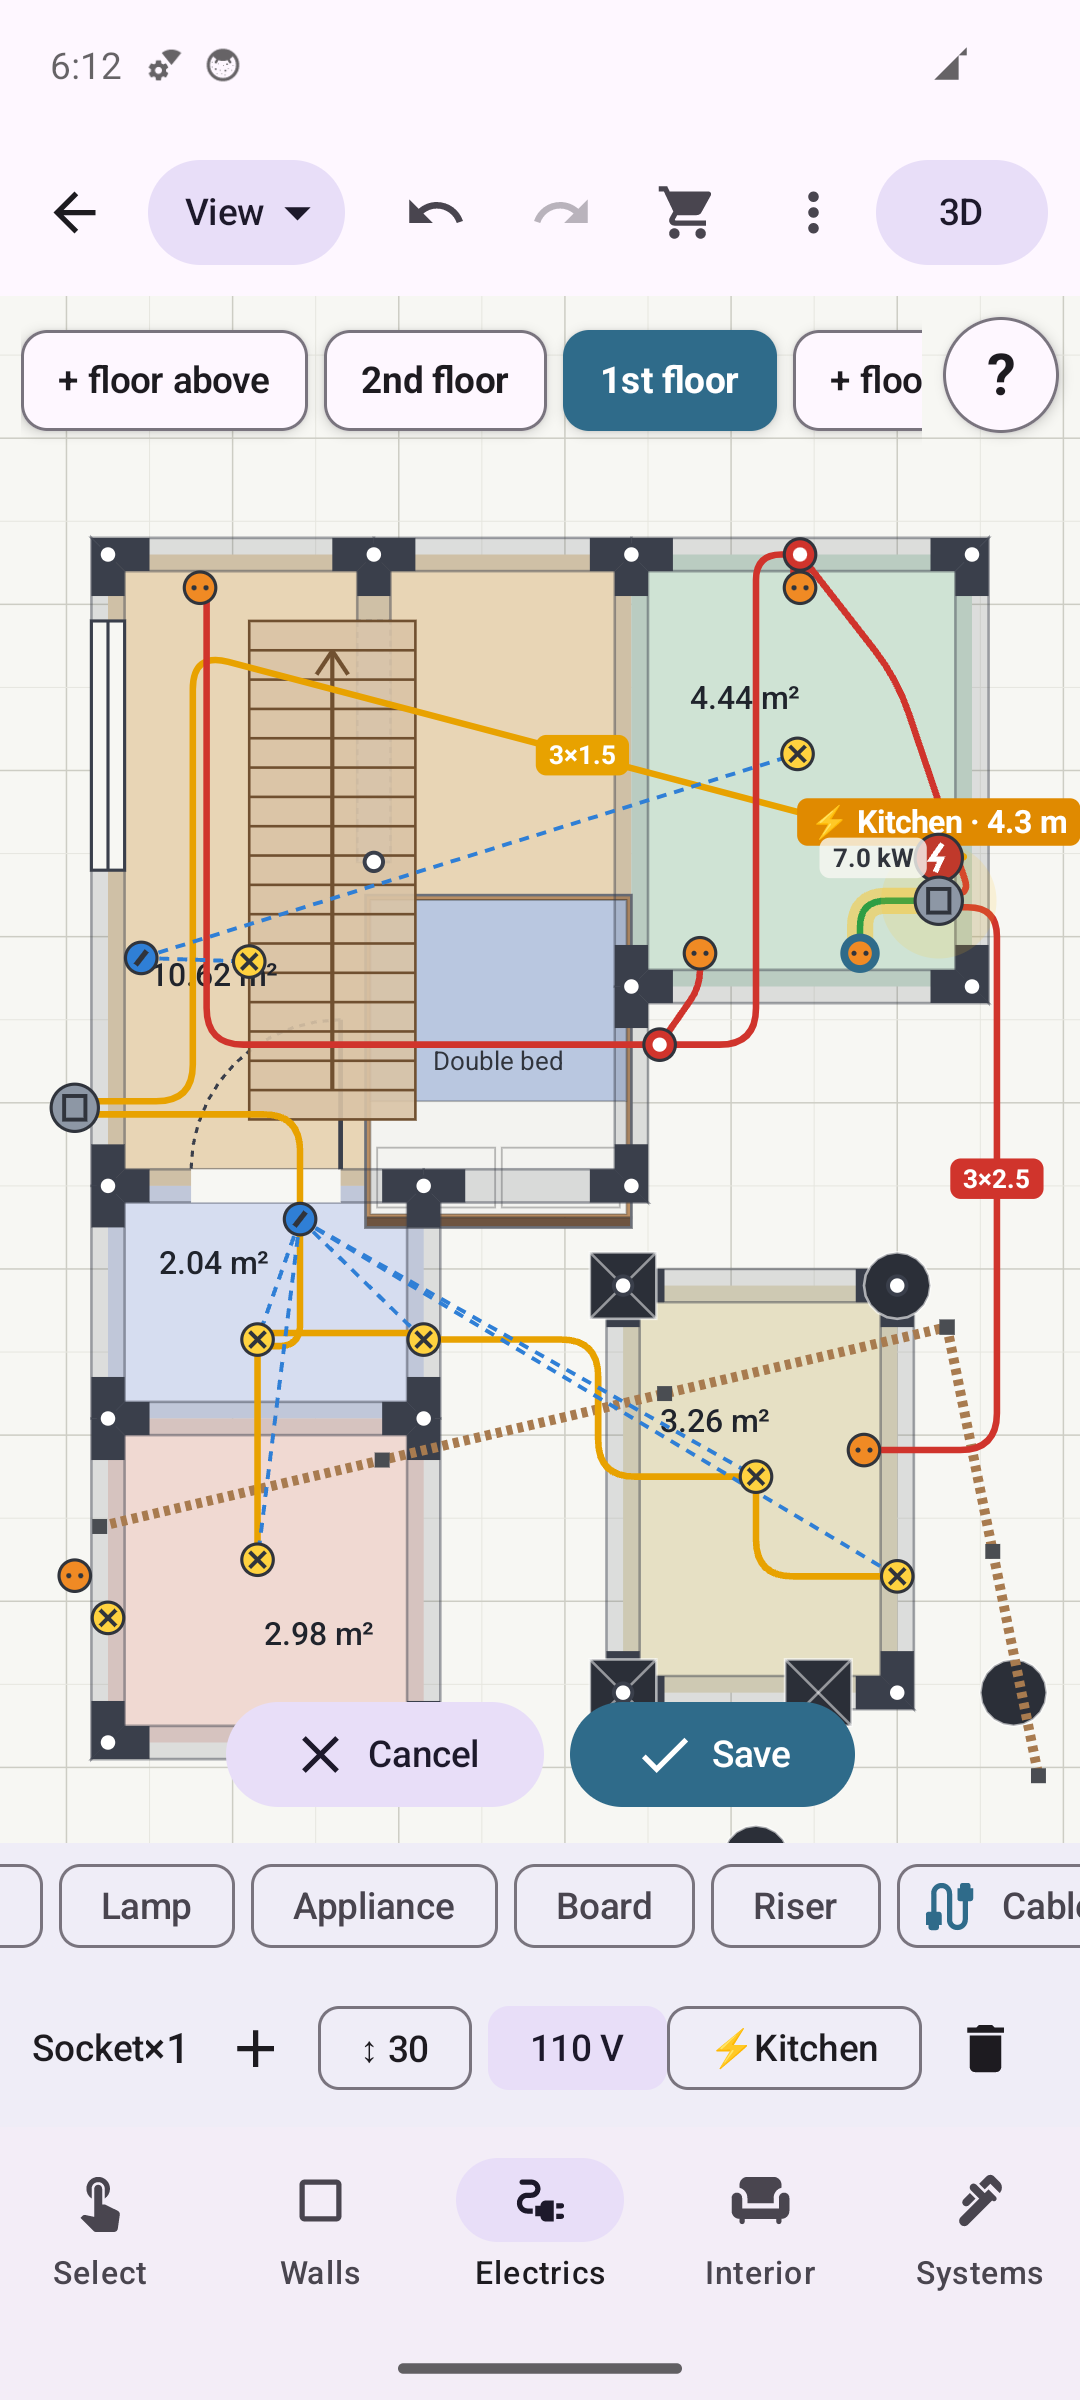 6:12
View
3D
+ floor above
2nd floor
1st floor
+ floo
?
4.44 m²
3×1.5
⚡ Kitchen · 4.3 m
7.0 kW
10.62 m²
Double bed
3×2.5
2.04 m²
3.26 m²
2.98 m²
Cancel
Save
Lamp
Appliance
Board
Riser
Cable
Socket×1
+
↕ 30
110 V
⚡Kitchen
Select
Walls
Electrics
Interior
Systems